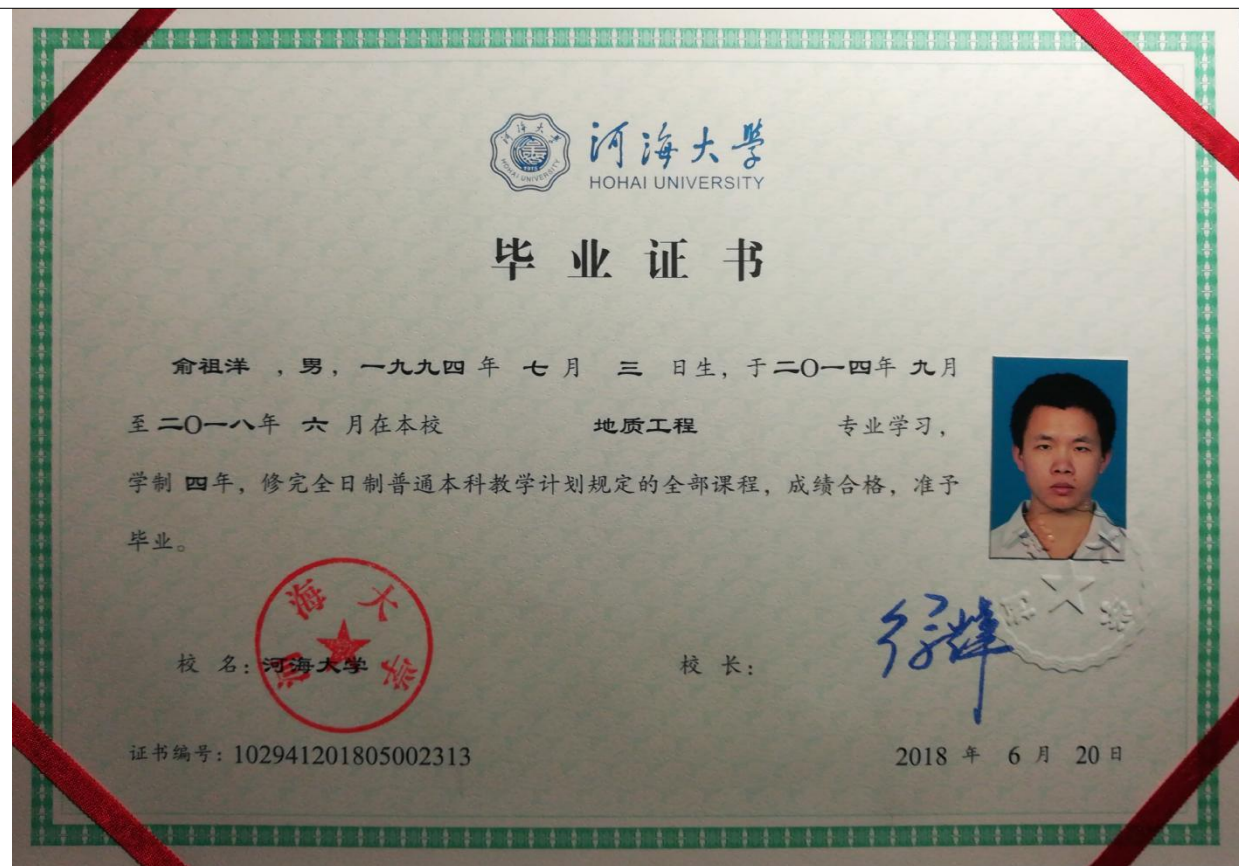 河海大學
HOHAI UNIVERSITY
毕业证书
俞祖洋 ，男，一九九四 年 七 月 三 日生，于二〇一四年 九月
至 二〇一八年 六 月在本校 地质工程 专业学习，
学制 四年，修完全日制普通本科教学计划规定的全部课程，成绩合格，准予
毕业。
河海大学
校 名：河海大学
校 长：
证书编号：102941201805002313
2018 年 6 月 20 日